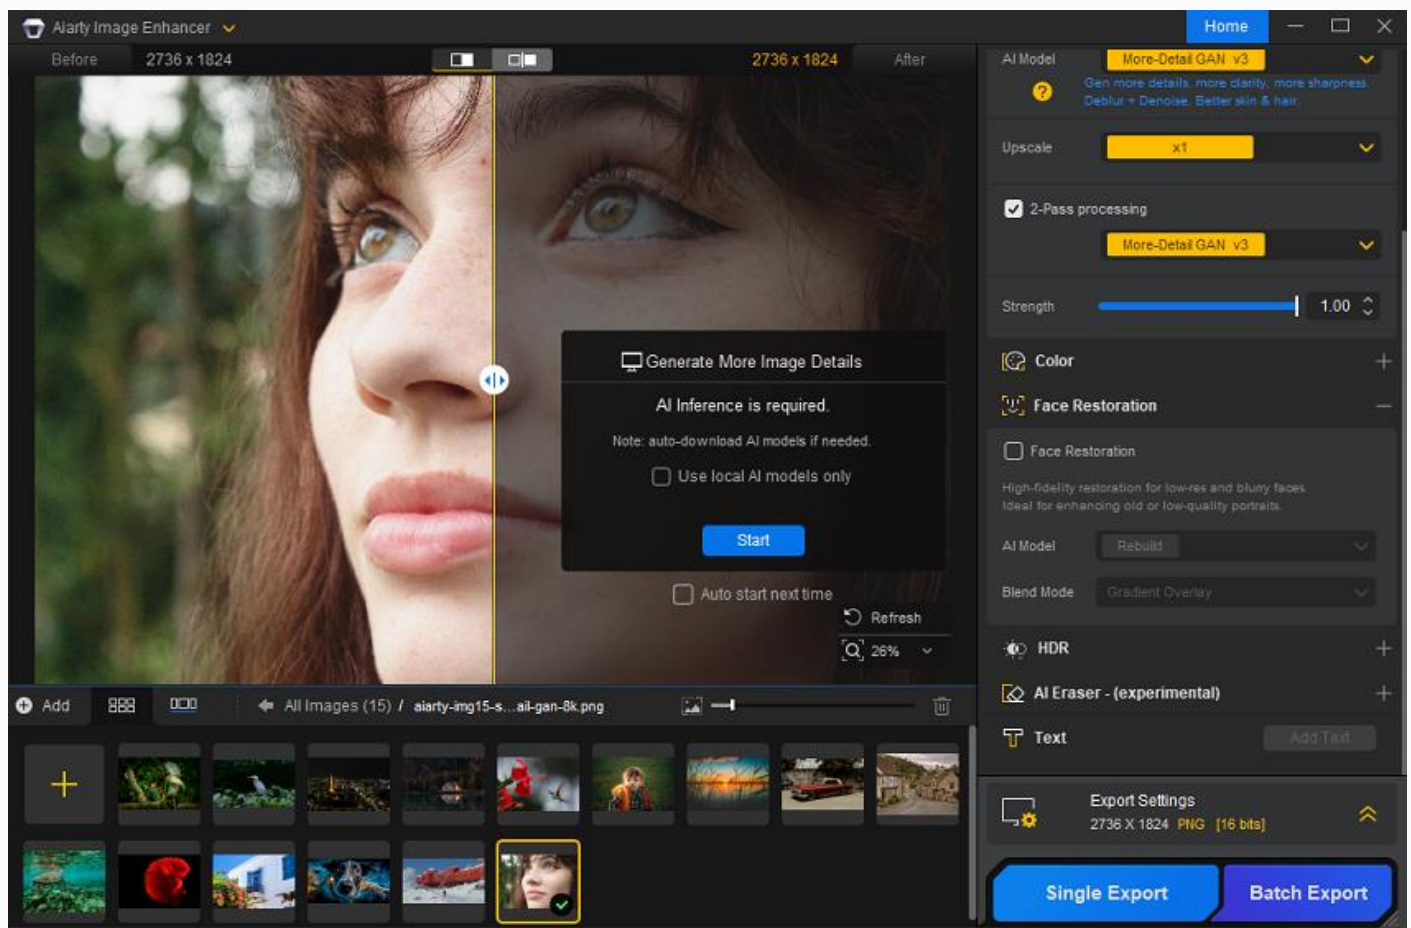 Aiarty Image Enhancer
Home
Before
2736 x 1824
2736 x 1824
After
AI Model
More-Detail GAN v3
?
Gen more details, more clarity, more sharpness.
Deblur + Denoise. Better skin & hair.
Upscale
x1
2-Pass processing
More-Detail GAN v3
Strength
1.00
Generate More Image Details
AI Inference is required.
Note: auto-download AI models if needed.
Use local AI models only
Start
Auto start next time
Refresh
26%
Color
Face Restoration
Face Restoration
High-fidelity restoration for low-res and blurry faces.
Ideal for enhancing old or low-quality portraits.
AI Model
Rebuild
Blend Mode
Gradient Overlay
HDR
AI Eraser - (experimental)
Text
Add Text
Add
All Images (15) / aiarty-img15-s...ail-gan-8k.png
Export Settings
2736 X 1824 PNG [16 bits]
Single Export
Batch Export